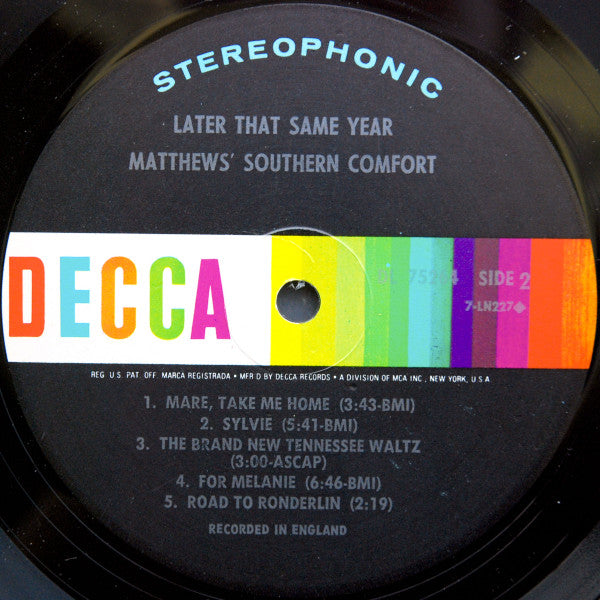 STEREOPHONIC
LATER THAT SAME YEAR
MATTHEWS' SOUTHERN COMFORT
DECCA
SIDE 2
7-LN227◆
REG. U.S. PAT. OFF. MARCA REGISTRADA • MFR'D BY DECCA RECORDS • A DIVISION OF MCA INC., NEW YORK, U.S.A.
1. MARE, TAKE ME HOME (3:43-BMI)
2. SYLVIE (5:41-BMI)
3. THE BRAND NEW TENNESSEE WALTZ
(3:00-ASCAP)
4. FOR MELANIE (6:46-BMI)
5. ROAD TO RONDERLIN (2:19)
RECORDED IN ENGLAND